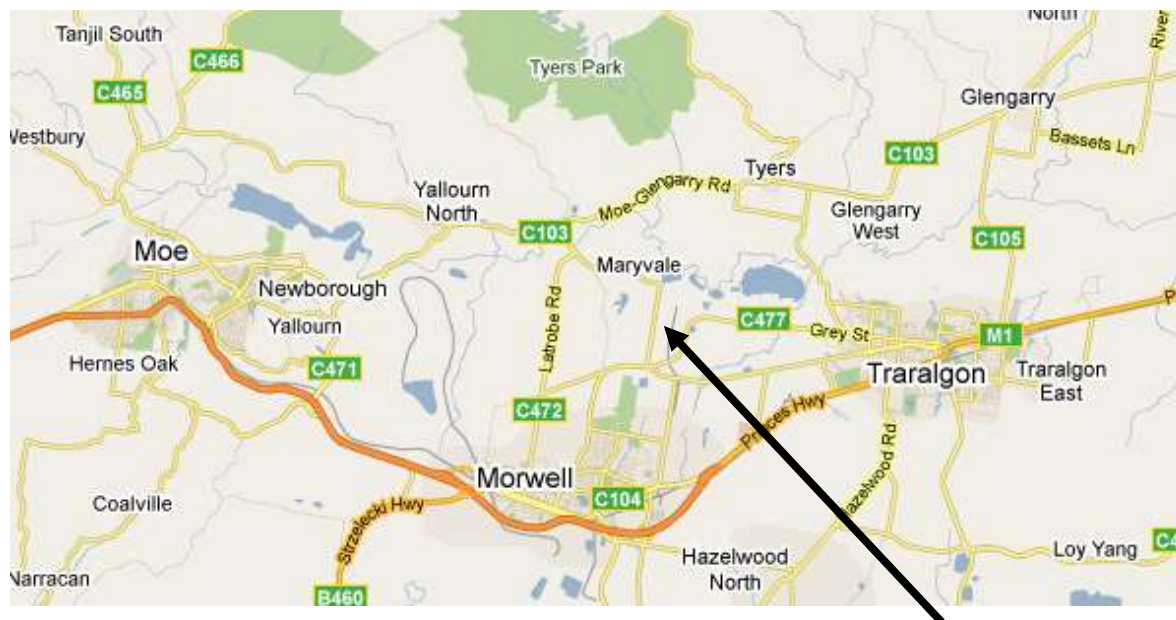 North
Tanjil South
River
C466
Tyers Park
C465
Glengarry
Westbury
Bassets Ln
C103
Tyers
Moe-Glengarry Rd
Yallourn
North
Glengarry
West
C103
C105
Moe
Maryvale
Newborough
Latrobe Rd
C477
Yallourn
Grey St
M1
Hernes Oak
C471
Traralgon
Traralgon
East
C472
Princes Hwy
Morwell
Hazelwood Rd
C104
Coalville
Strzelecki Hwy
Hazelwood
North
Loy Yang
Narracan
B460